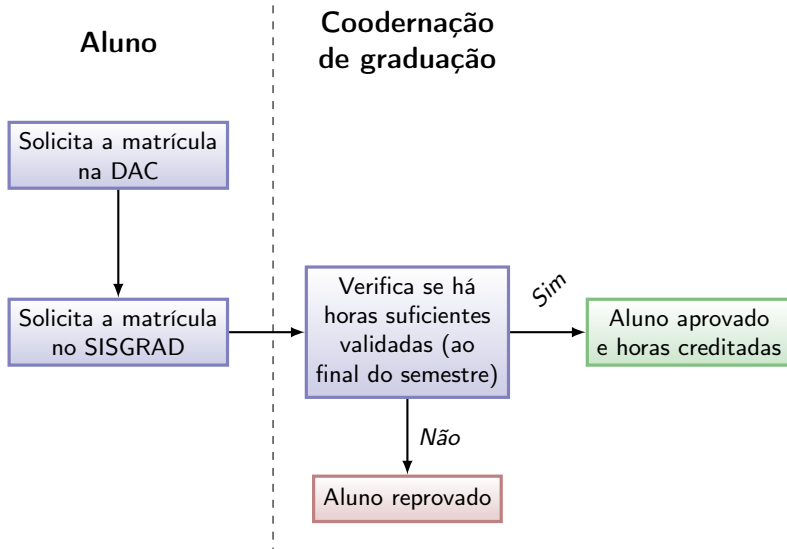 Aluno
Coodernação
de graduação
Solicita a matrícula
na DAC
Solicita a matrícula
no SISGRAD
Verifica se há
horas suficientes
validadas (ao
final do semestre)
Sim
Aluno aprovado
e horas creditadas
Não
Aluno reprovado